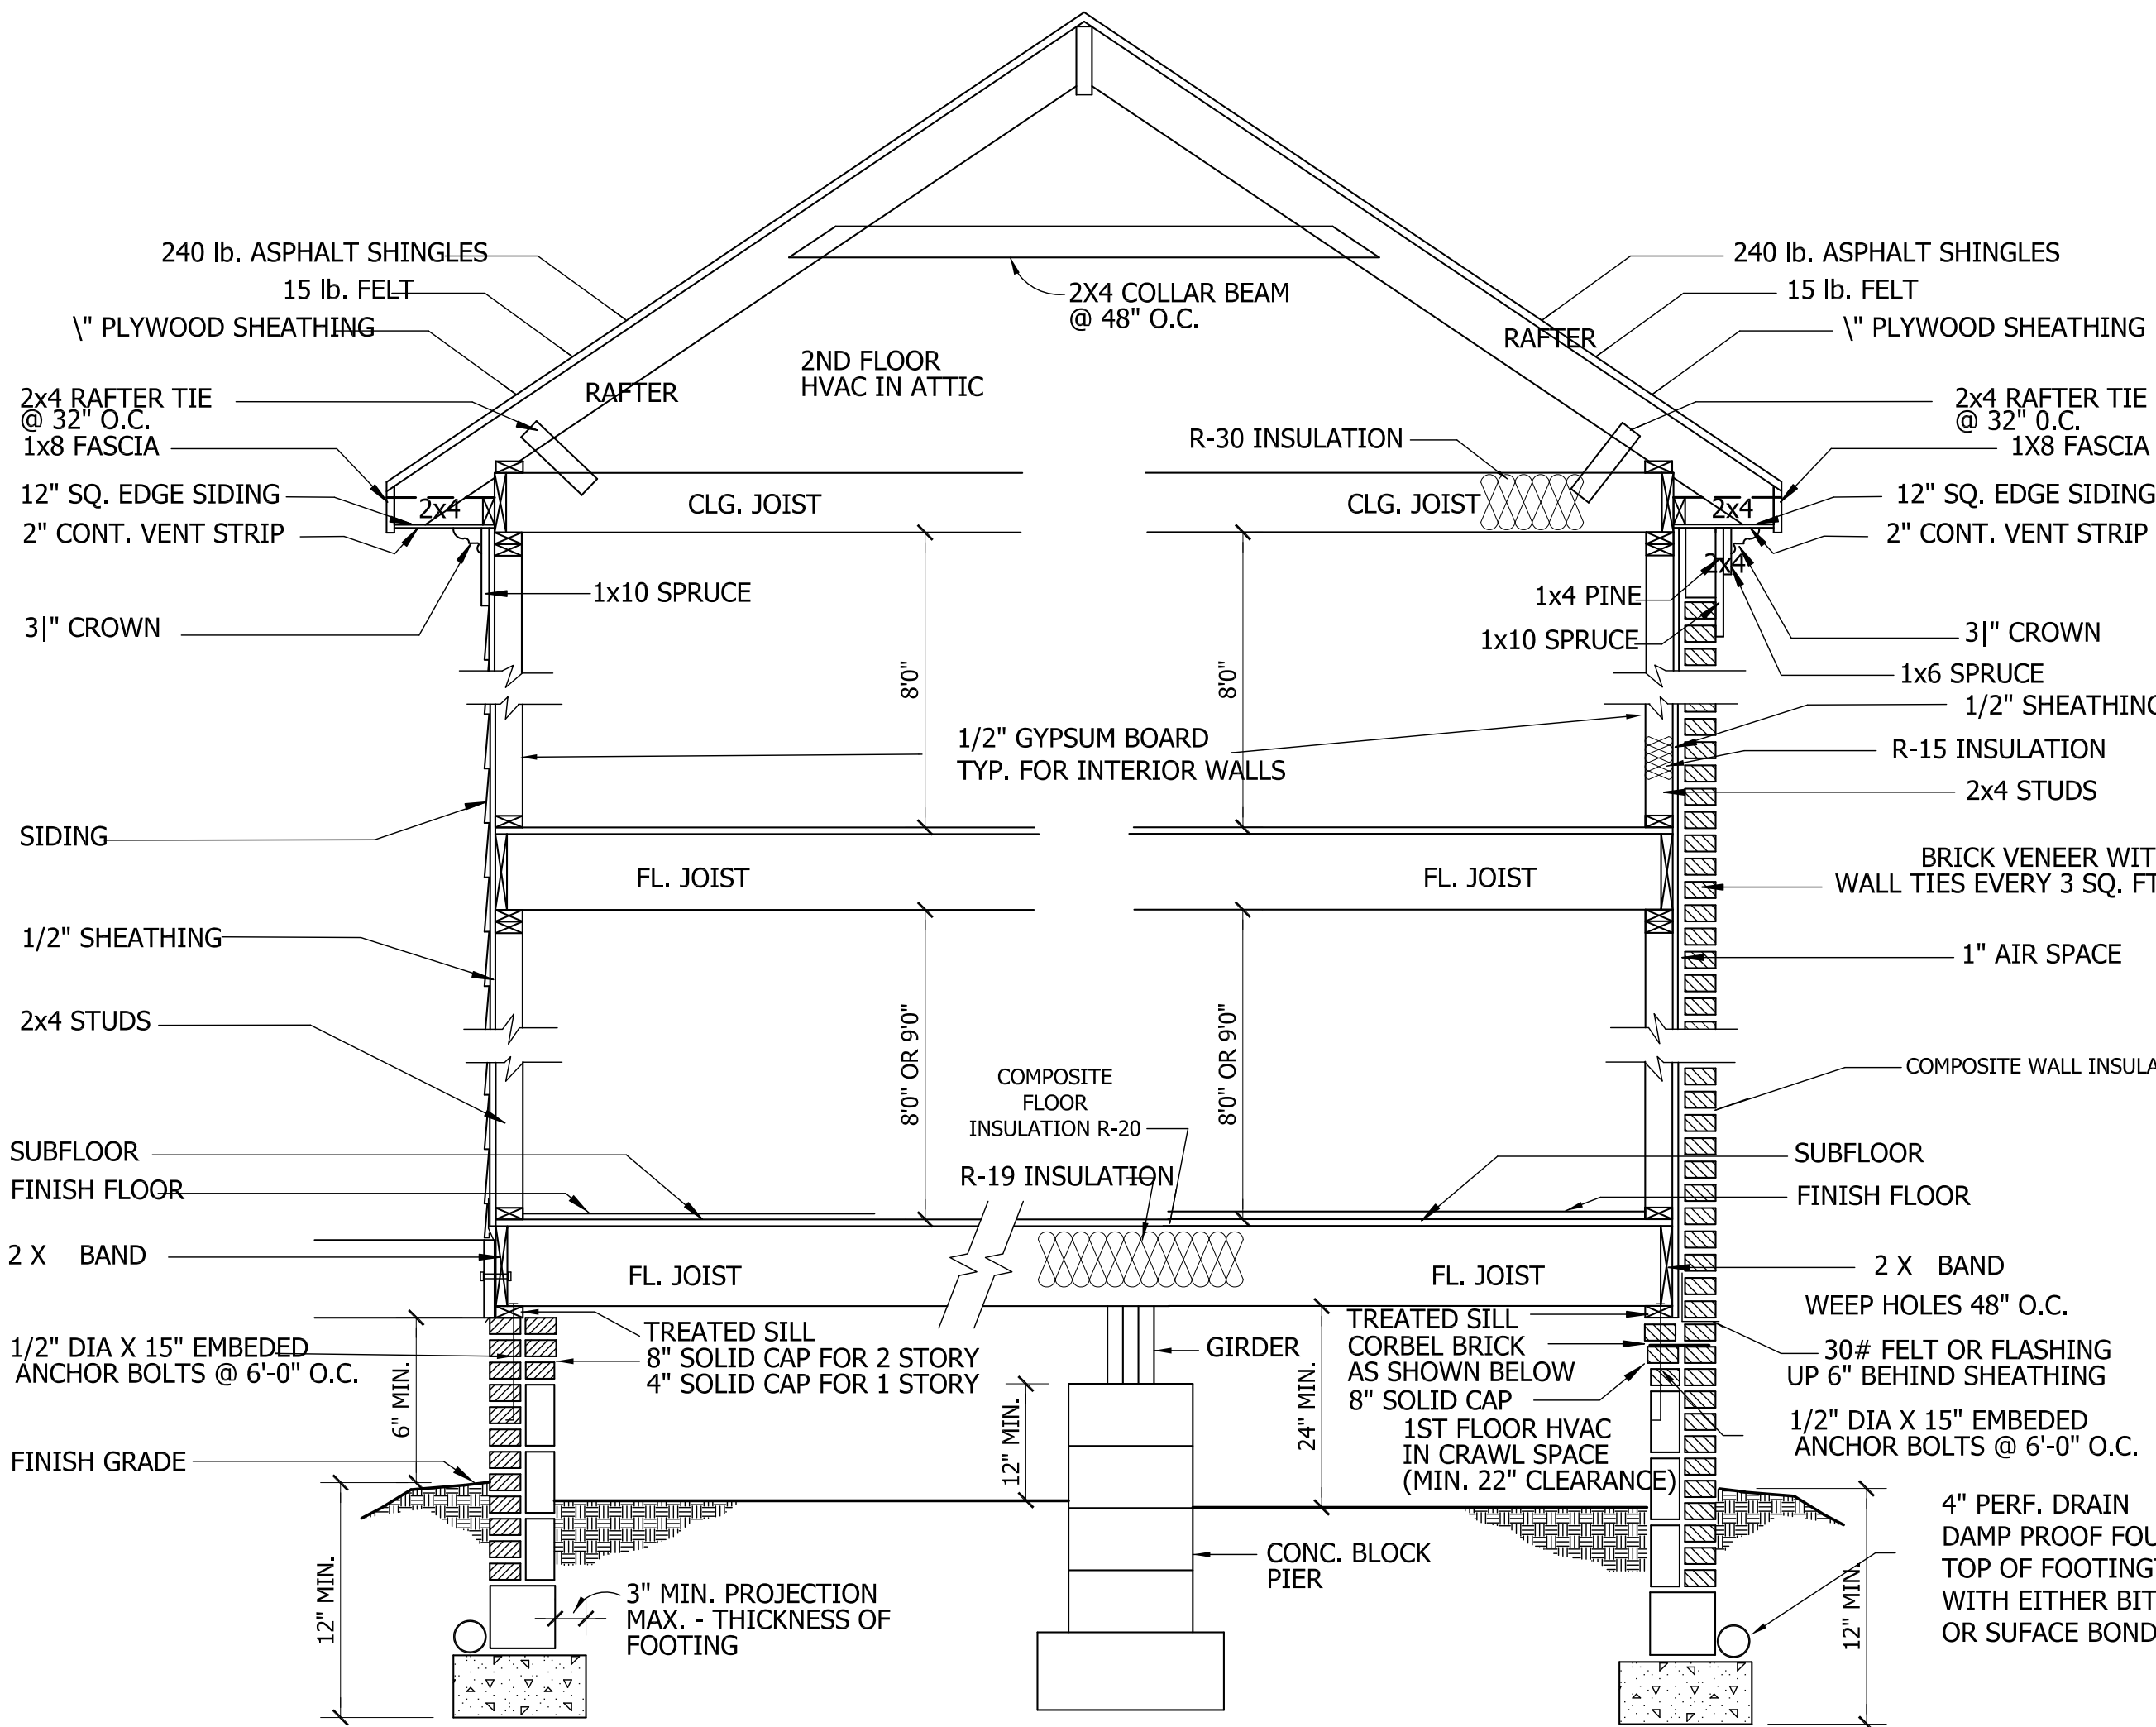 240 lb. ASPHALT SHINGLES
15 lb. FELT
\" PLYWOOD SHEATHING
2x4 RAFTER TIE
@ 32" O.C.
1x8 FASCIA
12" SQ. EDGE SIDING
2" CONT. VENT STRIP
3|" CROWN
SIDING
1/2" SHEATHING
2x4 STUDS
SUBFLOOR
FINISH FLOOR
2 X BAND
1/2" DIA X 15" EMBEDED
ANCHOR BOLTS @ 6'-0" O.C.
FINISH GRADE
6" MIN.
12" MIN.
2X4 COLLAR BEAM
@ 48" O.C.
2ND FLOOR
HVAC IN ATTIC
RAFTER
RAFTER
R-30 INSULATION
CLG. JOIST
CLG. JOIST
2x4
2x4
2x4
1x10 SPRUCE
1x4 PINE
1x10 SPRUCE
8'0"
8'0"
1/2" GYPSUM BOARD
TYP. FOR INTERIOR WALLS
FL. JOIST
FL. JOIST
8'0" OR 9'0"
8'0" OR 9'0"
COMPOSITE
FLOOR
INSULATION R-20
R-19 INSULATION
FL. JOIST
FL. JOIST
TREATED SILL
8" SOLID CAP FOR 2 STORY
4" SOLID CAP FOR 1 STORY
GIRDER
12" MIN.
24" MIN.
TREATED SILL
CORBEL BRICK
AS SHOWN BELOW
8" SOLID CAP
1ST FLOOR HVAC
IN CRAWL SPACE
(MIN. 22" CLEARANCE)
CONC. BLOCK
PIER
3" MIN. PROJECTION
MAX. - THICKNESS OF
FOOTING
240 lb. ASPHALT SHINGLES
15 lb. FELT
\" PLYWOOD SHEATHING
2x4 RAFTER TIE
@ 32" 0.C.
1X8 FASCIA
12" SQ. EDGE SIDING
2" CONT. VENT STRIP
3|" CROWN
1x6 SPRUCE
1/2" SHEATHING
R-15 INSULATION
2x4 STUDS
BRICK VENEER WIT
WALL TIES EVERY 3 SQ. FT
1" AIR SPACE
COMPOSITE WALL INSULA
SUBFLOOR
FINISH FLOOR
2 X BAND
WEEP HOLES 48" O.C.
30# FELT OR FLASHING
UP 6" BEHIND SHEATHING
1/2" DIA X 15" EMBEDED
ANCHOR BOLTS @ 6'-0" O.C.
12" MIN.
4" PERF. DRAIN
DAMP PROOF FOU
TOP OF FOOTING
WITH EITHER BIT
OR SUFACE BOND